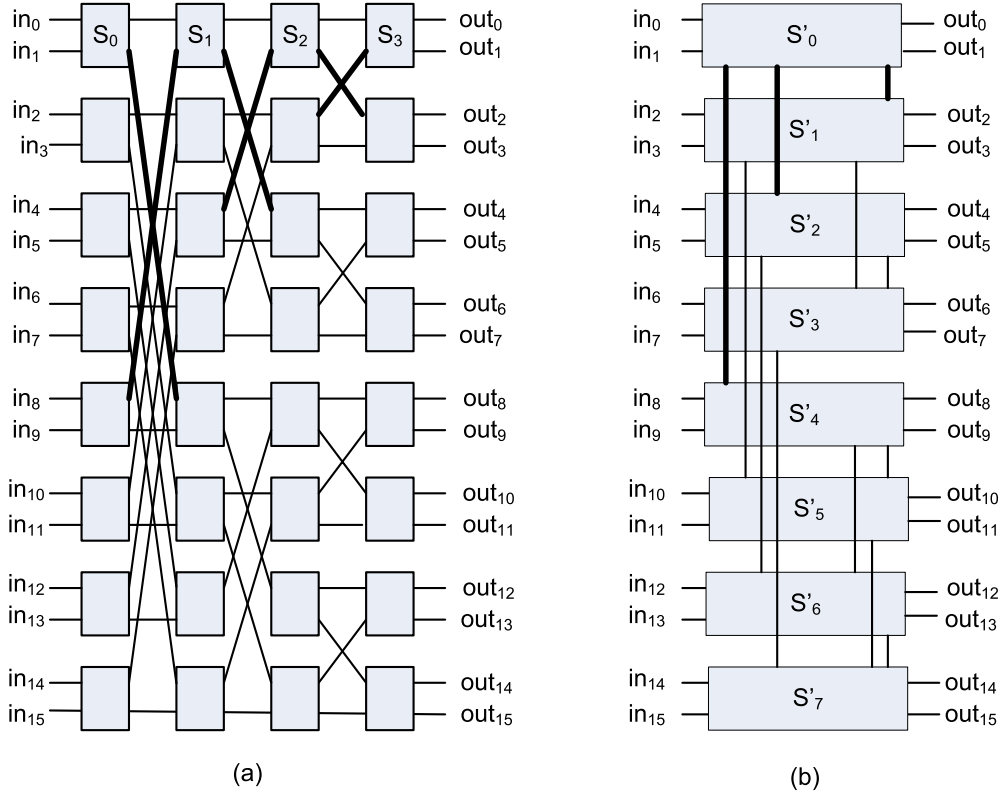 in₀ S₀ S₁ S₂ S₃ out₀
in₁ out₁
in₂ out₂
in₃ out₃
in₄ out₄
in₅ out₅
in₆ out₆
in₇ out₇
in₈ out₈
in₉ out₉
in₁₀ out₁₀
in₁₁ out₁₁
in₁₂ out₁₂
in₁₃ out₁₃
in₁₄ out₁₄
in₁₅ out₁₅
(a)
in₀ out₀
S'₀
in₁ out₁
in₂ out₂
S'₁
in₃ out₃
in₄ out₄
S'₂
in₅ out₅
in₆ out₆
S'₃
in₇ out₇
in₈ out₈
S'₄
in₉ out₉
in₁₀ out₁₀
S'₅
in₁₁ out₁₁
in₁₂ out₁₂
S'₆
in₁₃ out₁₃
in₁₄ out₁₄
S'₇
in₁₅ out₁₅
(b)